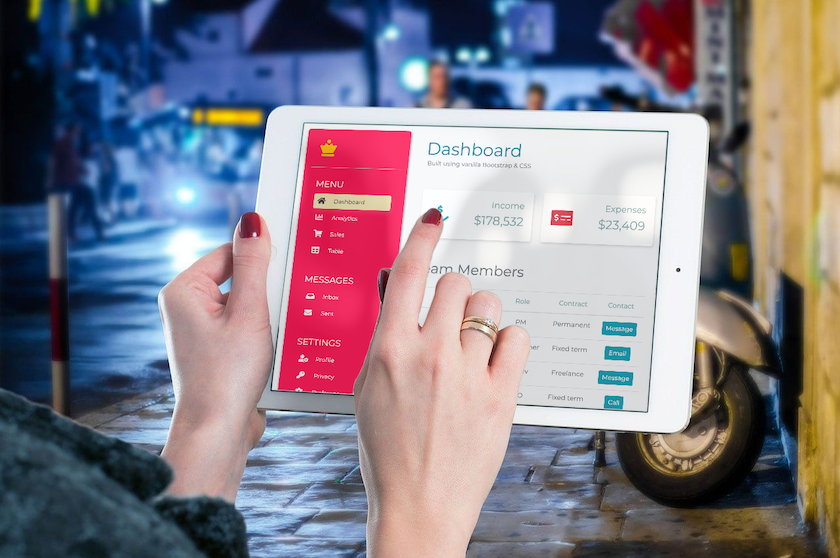 MENU
Dashboard
Analytics
Sales
Table
MESSAGES
Inbox
Sent
SETTINGS
Profile
Privacy
Dashboard
Built using vanilla Bootstrap & CSS
Income
$178,532
Expenses
$23,409
eam Members
Role Contract Contact
PM Permanent Message
Fixed term Email
Freelance Message
Fixed term Call